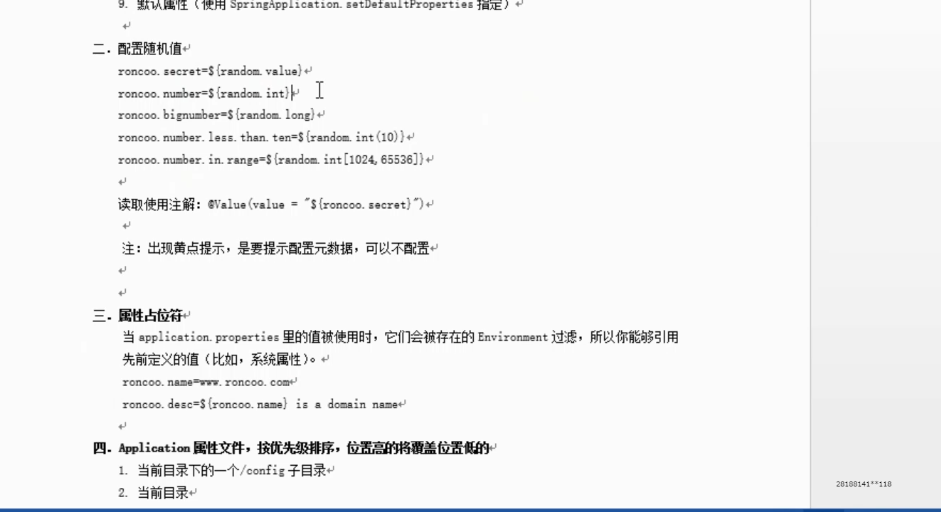 9. 默认属性（使用 SpringApplication.setDefaultProperties 指定）
二. 配置随机值
roncoo.secret=${random.value}
roncoo.number=${random.int}
roncoo.bignumber=${random.long}
roncoo.number.less.than.ten=${random.int(10)}
roncoo.number.in.range=${random.int[1024,65536]}
读取使用注解：@Value(value = "${roncoo.secret}")
注：出现黄点提示，是要提示配置元数据，可以不配置
三. 属性占位符
当 application.properties 里的值被使用时，它们会被存在的 Environment 过滤，所以你能够引用
先前定义的值（比如，系统属性）。
roncoo.name=www.roncoo.com
roncoo.desc=${roncoo.name} is a domain name
四. Application 属性文件，按优先级排序，位置高的将覆盖位置低的
1. 当前目录下的一个/config 子目录
2. 当前目录
20180141**118